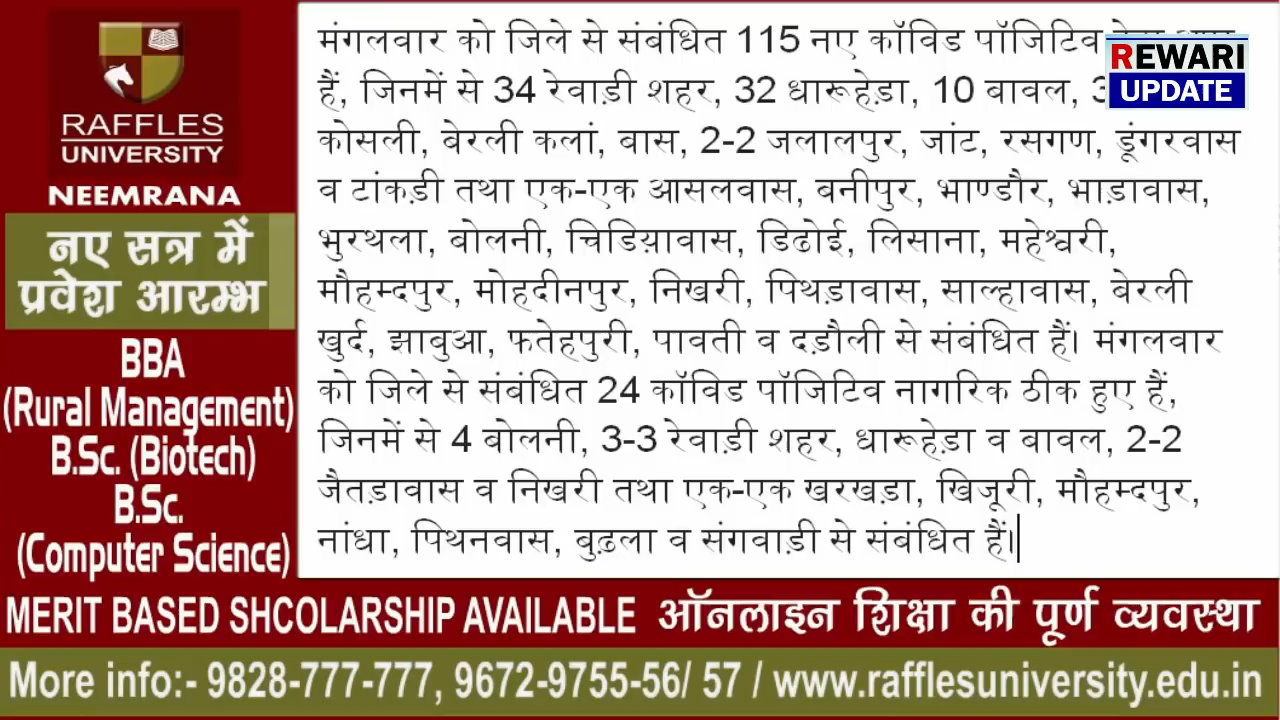 RAFFLES
UNIVERSITY
NEEMRANA
नए सत्र में
प्रवेश आरम्भ
BBA
(Rural Management)
B.Sc. (Biotech)
B.Sc.
(Computer Science)
मंगलवार को जिले से संबंधित 115 नए कॉविड पॉजिटिव
हैं, जिनमें से 34 रेवाड़ी शहर, 32 धारूहेड़ा, 10 बावल,
कोसली, बेरली कलां, बास, 2-2 जलालपुर, जांट, रसगण, डूंगरवास
व टांकड़ी तथा एक-एक आसलवास, बनीपुर, भाण्डौर, भाड़ावास,
भुरथला, बोलनी, चिडिय़ावास, डिढोई, लिसाना, महेश्वरी,
मौहम्दपुर, मोहदीनपुर, निखरी, पिथड़ावास, साल्हावास, बेरली
खुर्द, झाबुआ, फतेहपुरी, पावती व दड़ौली से संबंधित हैं। मंगलवार
को जिले से संबंधित 24 कॉविड पॉजिटिव नागरिक ठीक हुए हैं,
जिनमें से 4 बोलनी, 3-3 रेवाड़ी शहर, धारूहेड़ा व बावल, 2-2
जैतड़ावास व निखरी तथा एक-एक खरखड़ा, खिजूरी, मौहम्दपुर,
नांधा, पिथनवास, बुढ़ला व संगवाड़ी से संबंधित हैं।
REWARI
UPDATE
MERIT BASED SHCOLARSHIP AVAILABLE ऑनलाइन शिक्षा की पूर्ण व्यवस्था
More info:- 9828-777-777, 9672-9755-56/ 57 / www.rafflesuniversity.edu.in